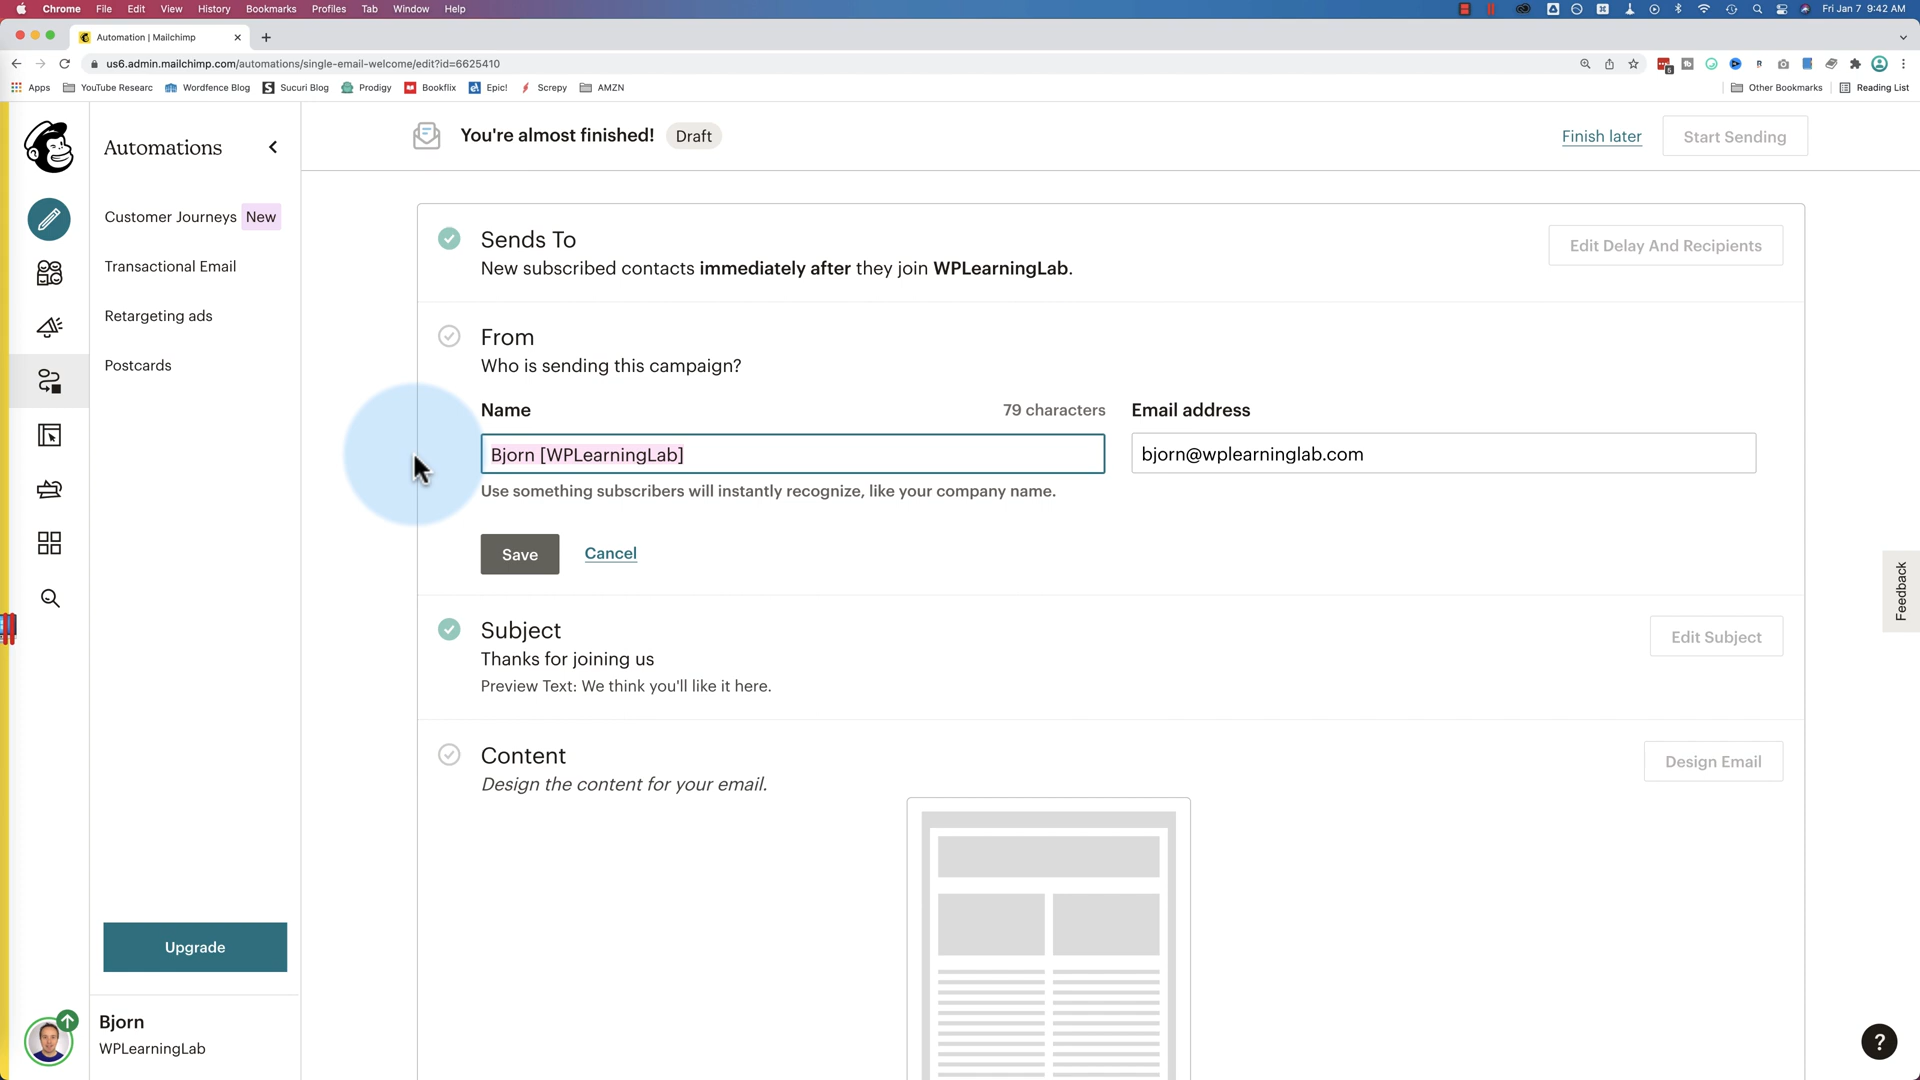 Chrome File Edit View History Bookmarks Profiles Tab Window Help
Fri Jan 7 9:42 AM
Automation | Mailchimp
us6.admin.mailchimp.com/automations/single-email-welcome/edit?id=6625410
Apps YouTube Researc Wordfence Blog Sucuri Blog Prodigy Bookflix Epic! Screpy AMZN Other Bookmarks Reading List
Automations
Customer Journeys New
Transactional Email
Retargeting ads
Postcards
Upgrade
Bjorn
WPLearningLab
You're almost finished! Draft
Finish later
Start Sending
Sends To
New subscribed contacts immediately after they join WPLearningLab.
Edit Delay And Recipients
From
Who is sending this campaign?
Name 79 characters
Email address
Bjorn [WPLearningLab]
bjorn@wplearninglab.com
Use something subscribers will instantly recognize, like your company name.
Save Cancel
Subject
Thanks for joining us
Preview Text: We think you'll like it here.
Edit Subject
Content
Design the content for your email.
Design Email
Feedback
?